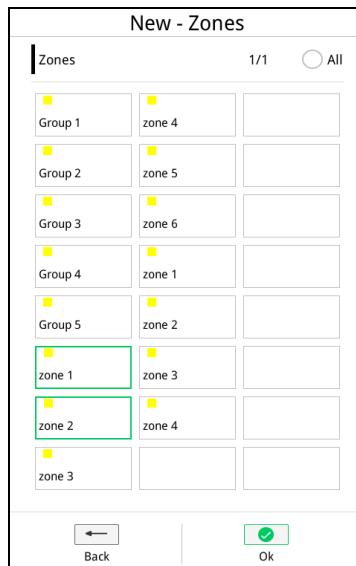 New - Zones
Zones 1/1 All
Group 1 zone 4
Group 2 zone 5
Group 3 zone 6
Group 4 zone 1
Group 5 zone 2
zone 1 zone 3
zone 2 zone 4
zone 3
Back Ok